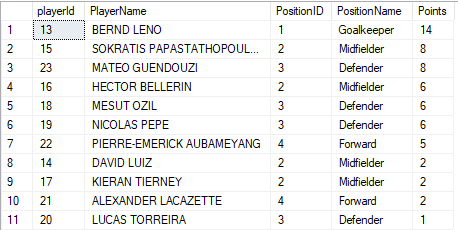 playerId PlayerName PositionID PositionName Points
1 13 BERND LENO 1 Goalkeeper 14
2 15 SOKRATIS PAPASTATHOPOUL... 2 Midfielder 8
3 23 MATEO GUENDOUZI 3 Defender 8
4 16 HECTOR BELLERIN 2 Midfielder 6
5 18 MESUT OZIL 3 Defender 6
6 19 NICOLAS PEPE 3 Defender 6
7 22 PIERRE-EMERICK AUBAMEYANG 4 Forward 5
8 14 DAVID LUIZ 2 Midfielder 2
9 17 KIERAN TIERNEY 2 Midfielder 2
10 21 ALEXANDER LACAZETTE 4 Forward 2
11 20 LUCAS TORREIRA 3 Defender 1